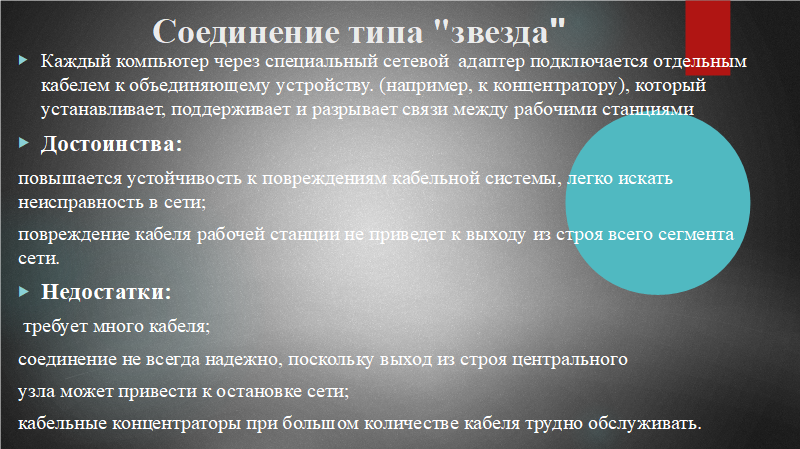 Соединение типа "звезда"
Каждый компьютер через специальный сетевой адаптер подключается отдельным
кабелем к объединяющему устройству. (например, к концентратору), который
устанавливает, поддерживает и разрывает связи между рабочими станциями
Достоинства:
повышается устойчивость к повреждениям кабельной системы, легко искать
неисправность в сети;
повреждение кабеля рабочей станции не приведет к выходу из строя всего сегмента
сети.
Недостатки:
требует много кабеля;
соединение не всегда надежно, поскольку выход из строя центрального
узла может привести к остановке сети;
кабельные концентраторы при большом количестве кабеля трудно обслуживать.